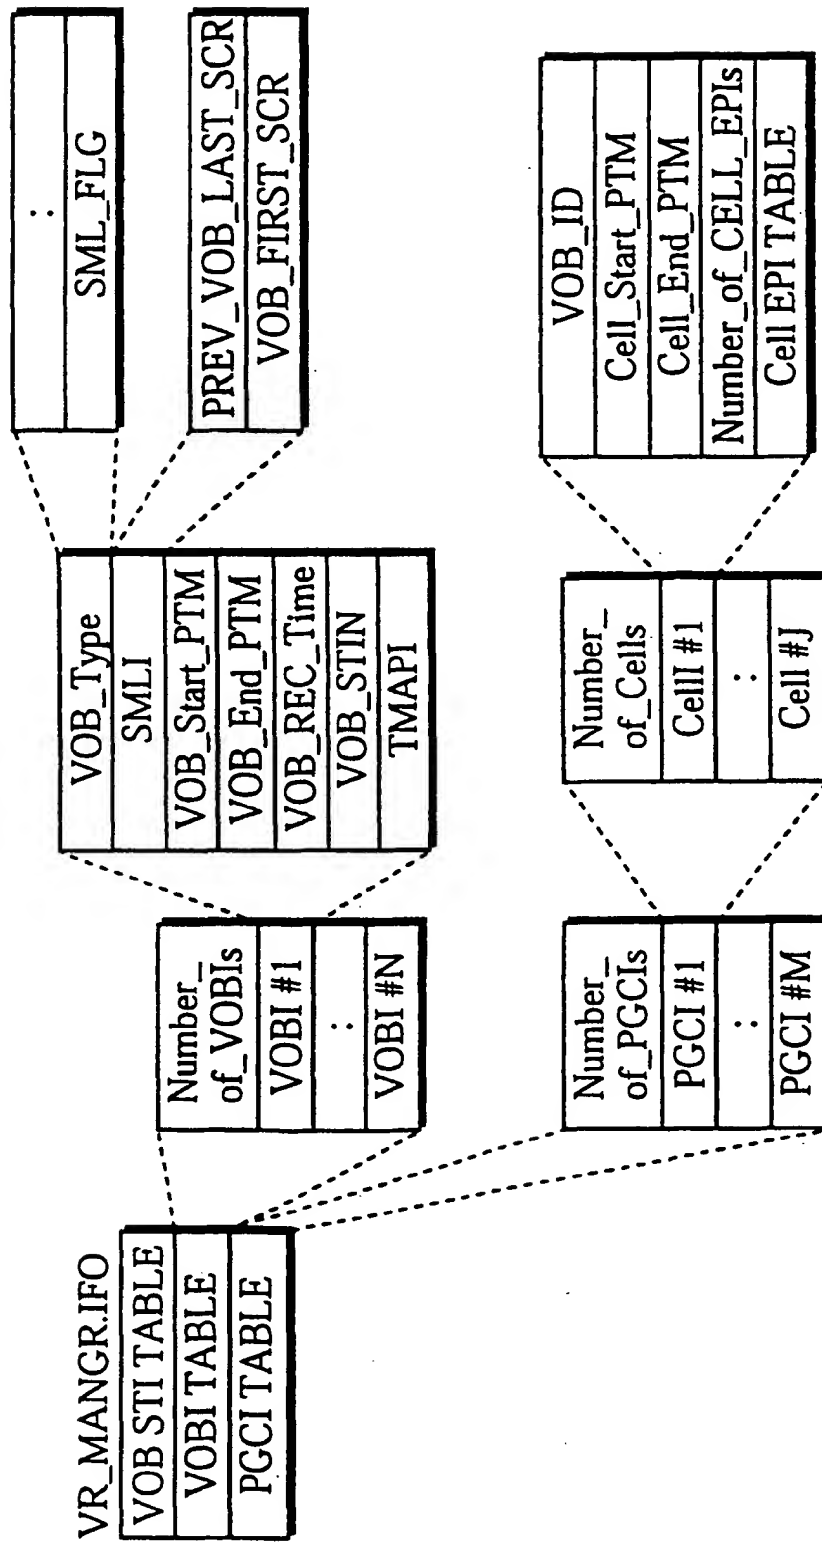 VR_MANGR.IFO
VOB STI TABLE
VOBI TABLE
PGCI TABLE
Number_
of_VOBIs
VOBI #1
:
VOBI #N
VOB_Type
SMLI
VOB_Start_PTM
VOB_End_PTM
VOB_REC_Time
VOB_STIN
TMAPI
:
SML_FLG
PREV_VOB_LAST_SCR
VOB_FIRST_SCR
Number_
of_PGCIs
PGCI #1
:
PGCI #M
Number_
of_Cells
CellI #1
:
Cell #J
VOB_ID
Cell_Start_PTM
Cell_End_PTM
Number_of_CELL_EPIs
Cell EPI TABLE